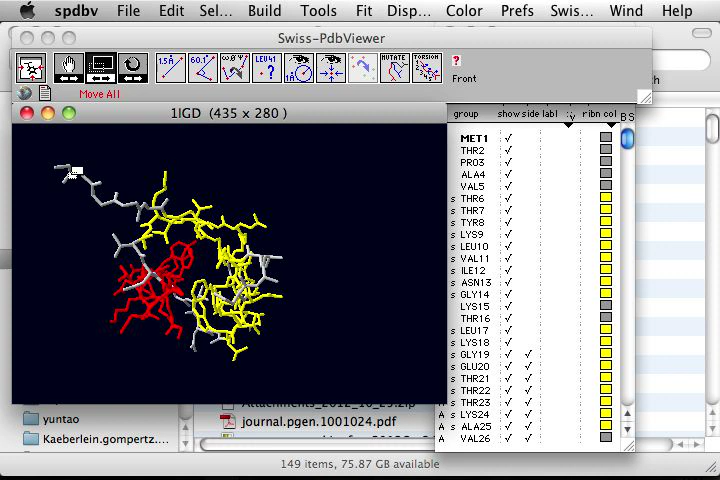 spdbv File Edit Sel... Build Tools Fit Disp... Color Prefs Swis... Wind Help
Swiss-PdbViewer
1.5Å 60.1° ω Φ Ψ LEU41 ? MUTATE TORSION ?
Front
Move All
1IGD (435 x 280 )
group show side labl ribn col B S
MET1 ✓
THR2 ✓
PRO3 ✓
ALA4 ✓
VAL5 ✓
s THR6 ✓
s THR7 ✓
s TYR8 ✓
s LYS9 ✓
s LEU10 ✓
s VAL11 ✓
s ILE12 ✓
s ASN13 ✓
s GLY14 ✓
LYS15 ✓
THR16 ✓
s LEU17 ✓
s LYS18 ✓
s GLY19 ✓ ✓
s GLU20 ✓ ✓
s THR21 ✓ ✓
s THR22 ✓ ✓
A s THR23 ✓ ✓
A s LYS24 ✓ ✓
A s ALA25 ✓ ✓
A VAL26 ✓ ✓
yuntao
journal.pgen.1001024.pdf
Kaeberlein.gompertz....
149 items, 75.87 GB available